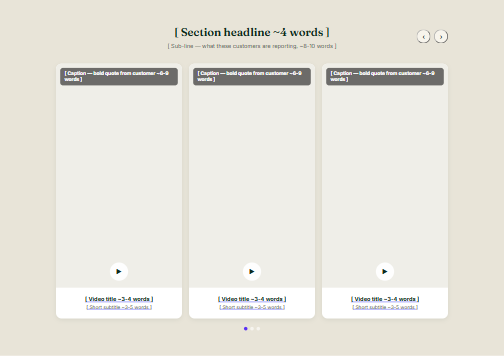 [ Section headline ~4 words ]
[ Sub-line — what these customers are reporting, ~8-10 words ]
[ Caption — bold quote from customer ~6-9
words ]
[ Caption — bold quote from customer ~6-9
words ]
[ Caption — bold quote from customer ~6-9
words ]
[ Video title ~3-4 words ]
[ Short subtitle ~3-5 words ]
[ Video title ~3-4 words ]
[ Short subtitle ~3-5 words ]
[ Video title ~3-4 words ]
[ Short subtitle ~3-5 words ]